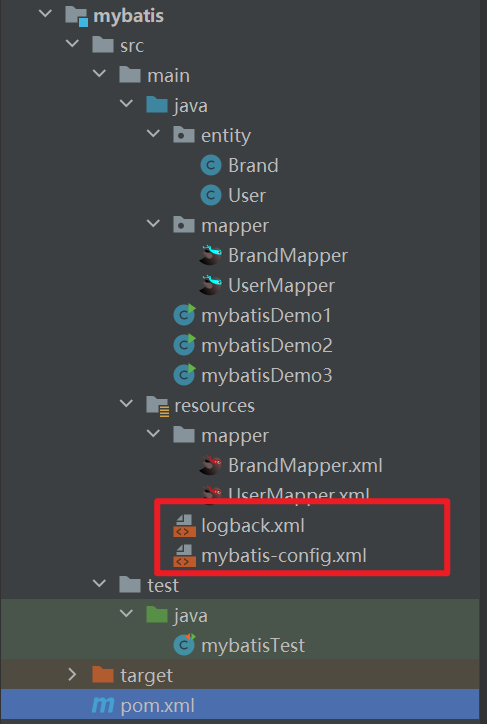 mybatis
src
main
java
entity
Brand
User
mapper
BrandMapper
UserMapper
mybatisDemo1
mybatisDemo2
mybatisDemo3
resources
mapper
BrandMapper.xml
UserMapper.xml
logback.xml
mybatis-config.xml
test
java
mybatisTest
target
pom.xml